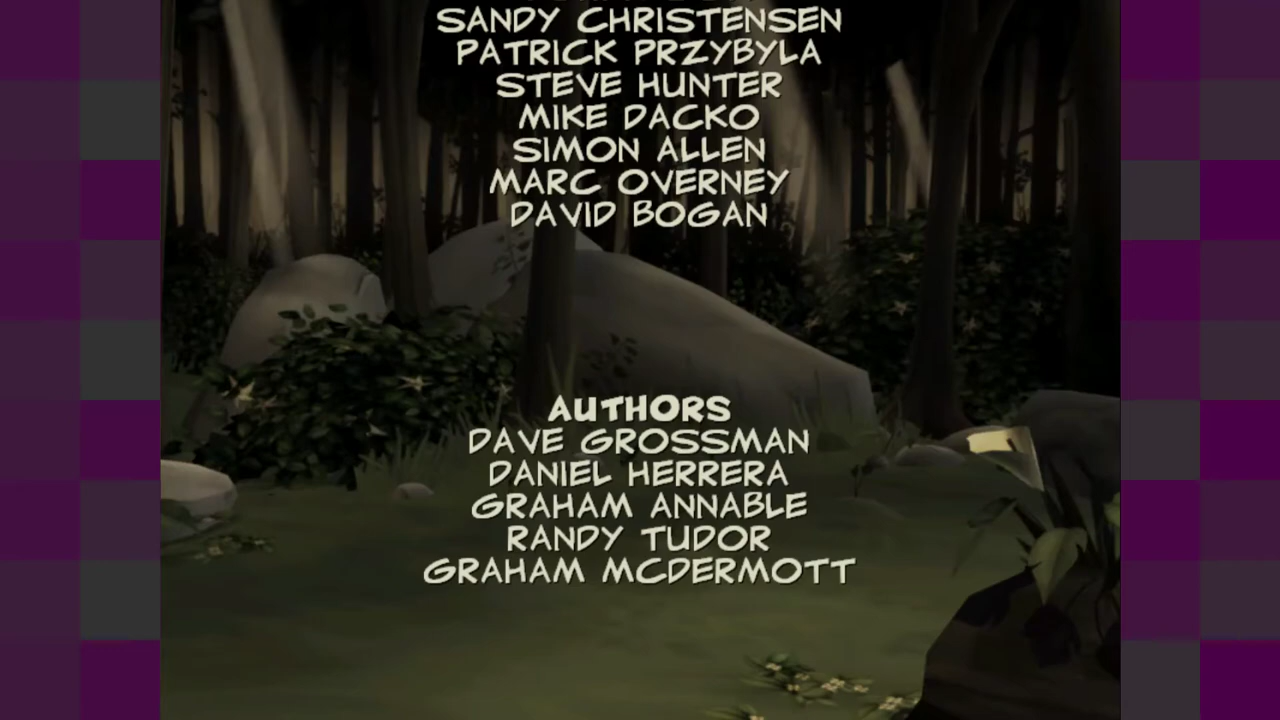 SANDY CHRISTENSEN
PATRICK PRZYBYLA
STEVE HUNTER
MIKE DACKO
SIMON ALLEN
MARC OVERNEY
DAVID BOGAN
AUTHORS
DAVE GROSSMAN
DANIEL HERRERA
GRAHAM ANNABLE
RANDY TUDOR
GRAHAM MCDERMOTT